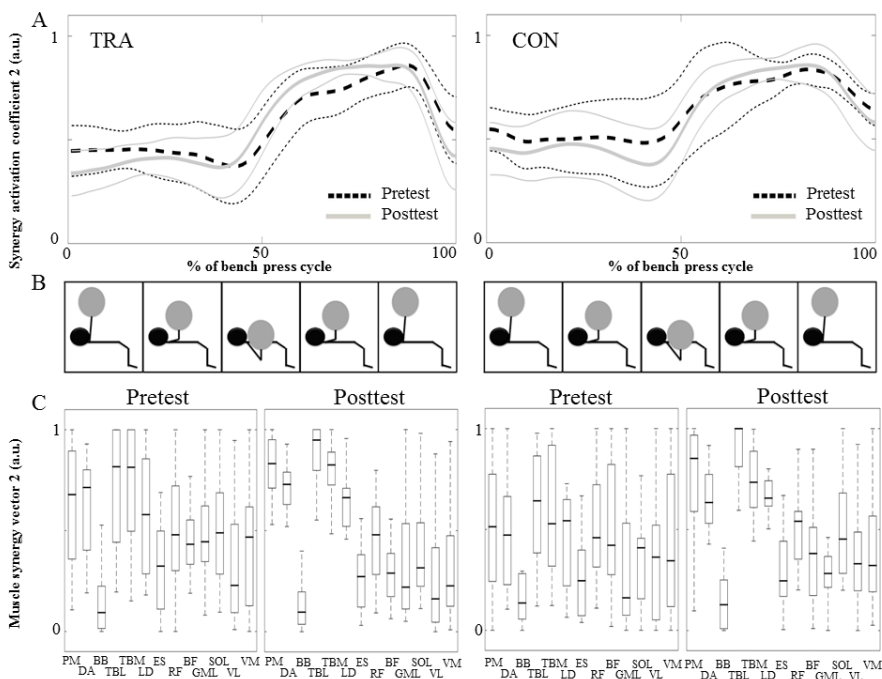 A
Synergy activation coefficient 2 (a.u.)
1
TRA
Pretest
Posttest
0
0
50
100
% of bench press cycle
1
CON
Pretest
Posttest
0
0
50
100
% of bench press cycle
B
C
Muscle synergy vector 2 (a.u.)
Pretest
Posttest
Pretest
Posttest
1
0
1
0
PM DA BB TBL TBM LD ES RF BF GML SOL VL VM
PM DA BB TBL TBM LD ES RF BF GML SOL VL VM
PM DA BB TBL TBM LD ES RF BF GML SOL VL VM
PM DA BB TBL TBM LD ES RF BF GML SOL VL VM